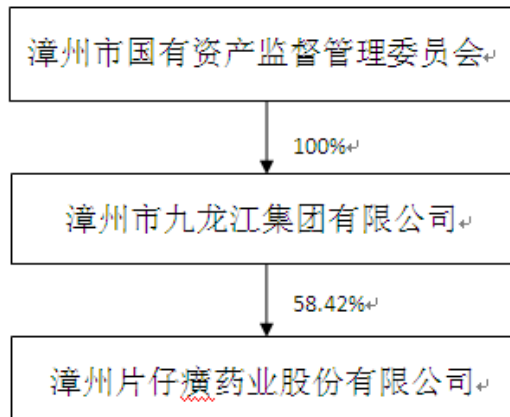 漳州市国有资产监督管理委员会
100%
漳州市九龙江集团有限公司
58.42%
漳州片仔癀药业股份有限公司